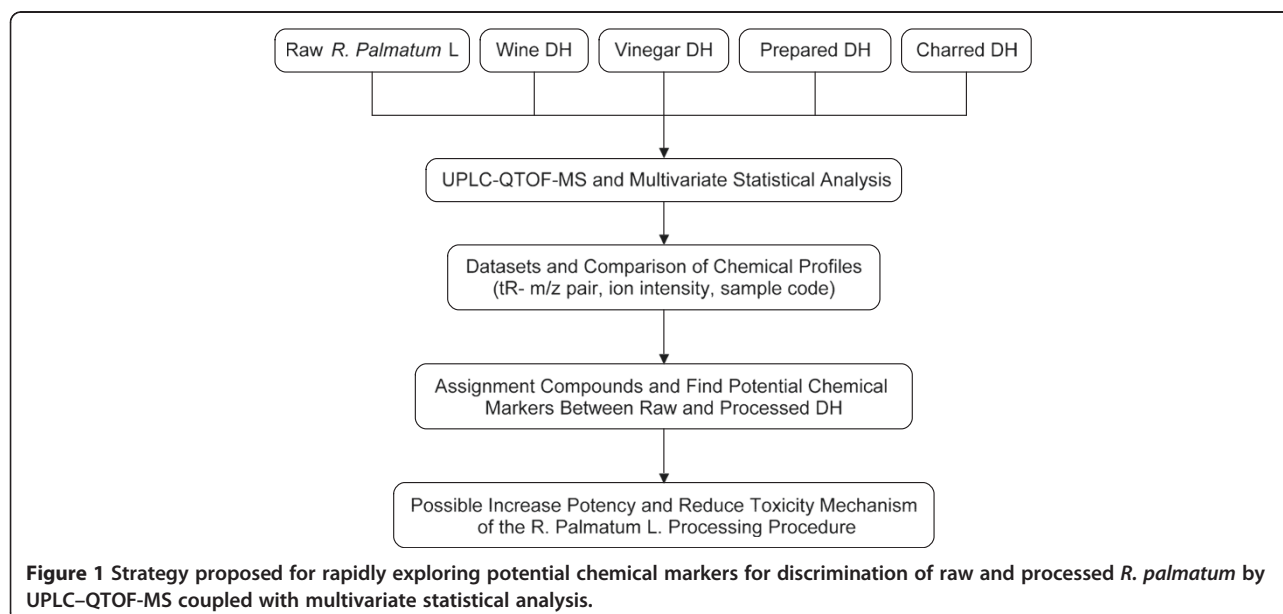 Raw R. Palmatum L
Wine DH
Vinegar DH
Prepared DH
Charred DH
UPLC-QTOF-MS and Multivariate Statistical Analysis
Datasets and Comparison of Chemical Profiles
(tR- m/z pair, ion intensity, sample code)
Assignment Compounds and Find Potential Chemical
Markers Between Raw and Processed DH
Possible Increase Potency and Reduce Toxicity Mechanism
of the R. Palmatum L. Processing Procedure
Figure 1 Strategy proposed for rapidly exploring potential chemical markers for discrimination of raw and processed R. palmatum by
UPLC–QTOF-MS coupled with multivariate statistical analysis.